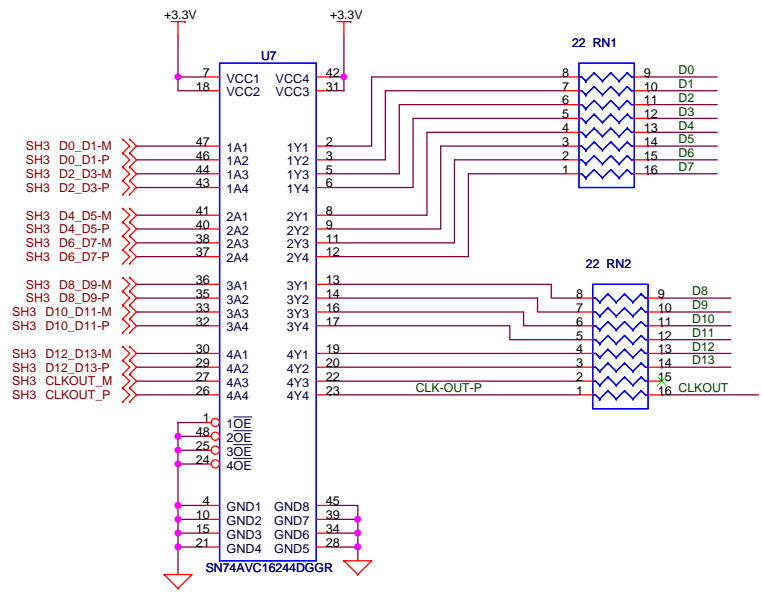 +3.3V +3.3V
U7
22 RN1
7 VCC1 VCC4 42
18 VCC2 VCC3 31
8 9 D0
7 10 D1
6 11 D2
5 12 D3
4 13 D4
3 14 D5
2 15 D6
1 16 D7
SH3 D0_D1-M 47 1A1 1Y1 2
SH3 D0_D1-P 46 1A2 1Y2 3
SH3 D2_D3-M 44 1A3 1Y3 5
SH3 D2_D3-P 43 1A4 1Y4 6
SH3 D4_D5-M 41 2A1 2Y1 8
SH3 D4_D5-P 40 2A2 2Y2 9
SH3 D6_D7-M 38 2A3 2Y3 11
SH3 D6_D7-P 37 2A4 2Y4 12
22 RN2
SH3 D8_D9-M 36 3A1 3Y1 13
SH3 D8_D9-P 35 3A2 3Y2 14
SH3 D10_D11-M 33 3A3 3Y3 16
SH3 D10_D11-P 32 3A4 3Y4 17
SH3 D12_D13-M 30 4A1 4Y1 19
SH3 D12_D13-P 29 4A2 4Y2 20
SH3 CLKOUT_M 27 4A3 4Y3 22
SH3 CLKOUT_P 26 4A4 4Y4 23 CLK-OUT-P
8 9 D8
7 10 D9
6 11 D10
5 12 D11
4 13 D12
3 14 D13
2 15
1 16 CLKOUT
1 1OE
48 2OE
25 3OE
24 4OE
4 GND1 GND8 45
10 GND2 GND7 39
15 GND3 GND6 34
21 GND4 GND5 28
SN74AVC16244DGGR